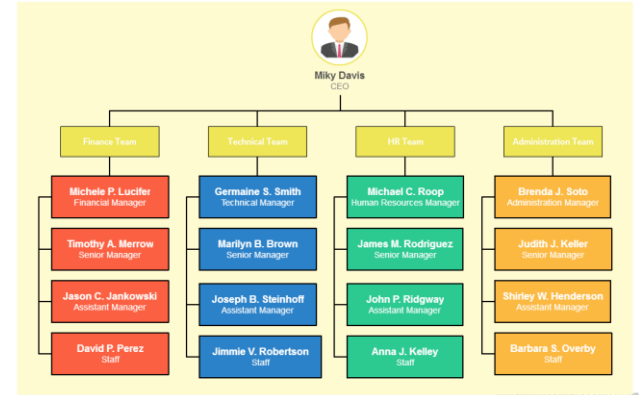 Miky Davis
CEO
Finance Team
Technical Team
HR Team
Administration Team
Michele P. Lucifer
Financial Manager
Germaine S. Smith
Technical Manager
Michael C. Roop
Human Resources Manager
Brenda J. Soto
Administration Manager
Timothy A. Merrow
Senior Manager
Marilyn B. Brown
Senior Manager
James M. Rodriguez
Senior Manager
Judith J. Keller
Senior Manager
Jason C. Jankowski
Assistant Manager
Joseph B. Steinhoff
Assistant Manager
John P. Ridgway
Assistant Manager
Shirley W. Henderson
Assistant Manager
David P. Perez
Staff
Jimmie V. Robertson
Staff
Anna J. Kelley
Staff
Barbara S. Overby
Staff